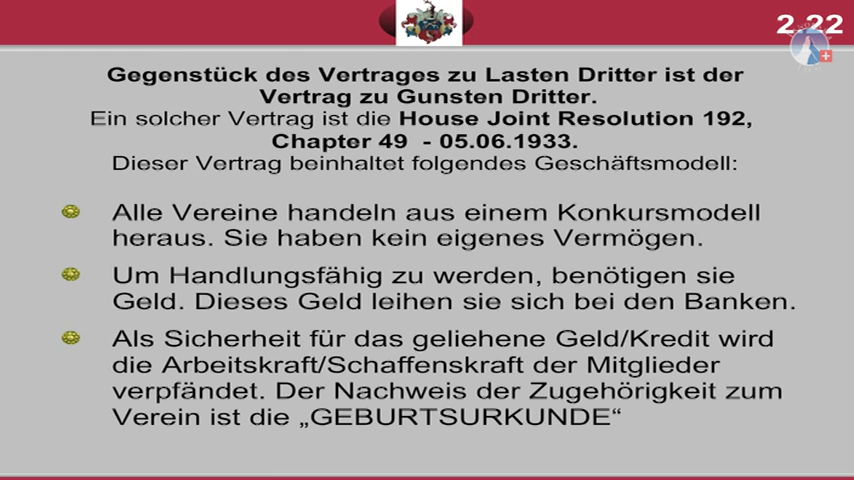 2.22
Gegenstück des Vertrages zu Lasten Dritter ist der
Vertrag zu Gunsten Dritter.
Ein solcher Vertrag ist die House Joint Resolution 192,
Chapter 49 - 05.06.1933.
Dieser Vertrag beinhaltet folgendes Geschäftsmodell:
Alle Vereine handeln aus einem Konkursmodell
heraus. Sie haben kein eigenes Vermögen.
Um Handlungsfähig zu werden, benötigen sie
Geld. Dieses Geld leihen sie sich bei den Banken.
Als Sicherheit für das geliehene Geld/Kredit wird
die Arbeitskraft/Schaffenskraft der Mitglieder
verpfändet. Der Nachweis der Zugehörigkeit zum
Verein ist die „GEBURTSURKUNDE“